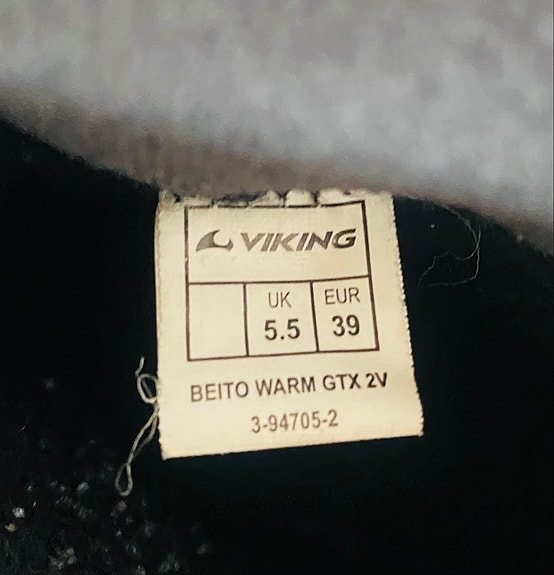 VIKING
UK EUR
5.5 39
BEITO WARM GTX 2V
3-94705-2